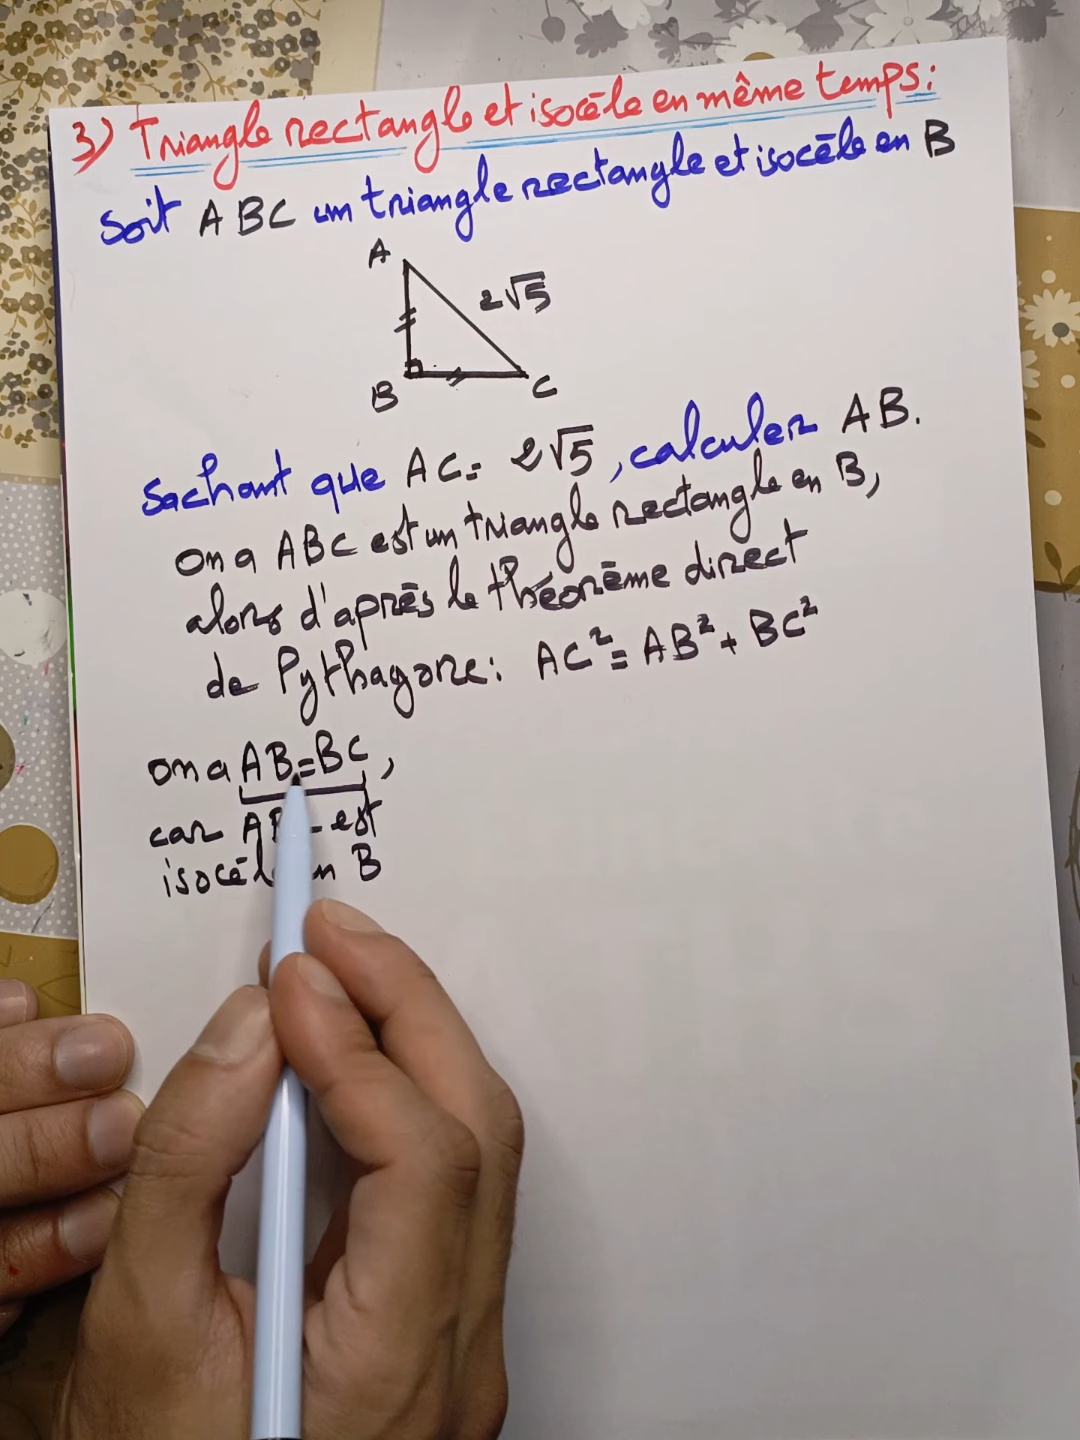 3) Triangle rectangle et isocèle en même temps:
Soit ABC un triangle rectangle et isocèle en B
A
2√5
B
C
Sachant que AC = 2√5, calculer AB.
on a ABC est un triangle rectangle en B,
alors d'après le théorème direct
de Pythagore: AC² = AB² + BC²
on a AB = BC,
car est
isocèle en B